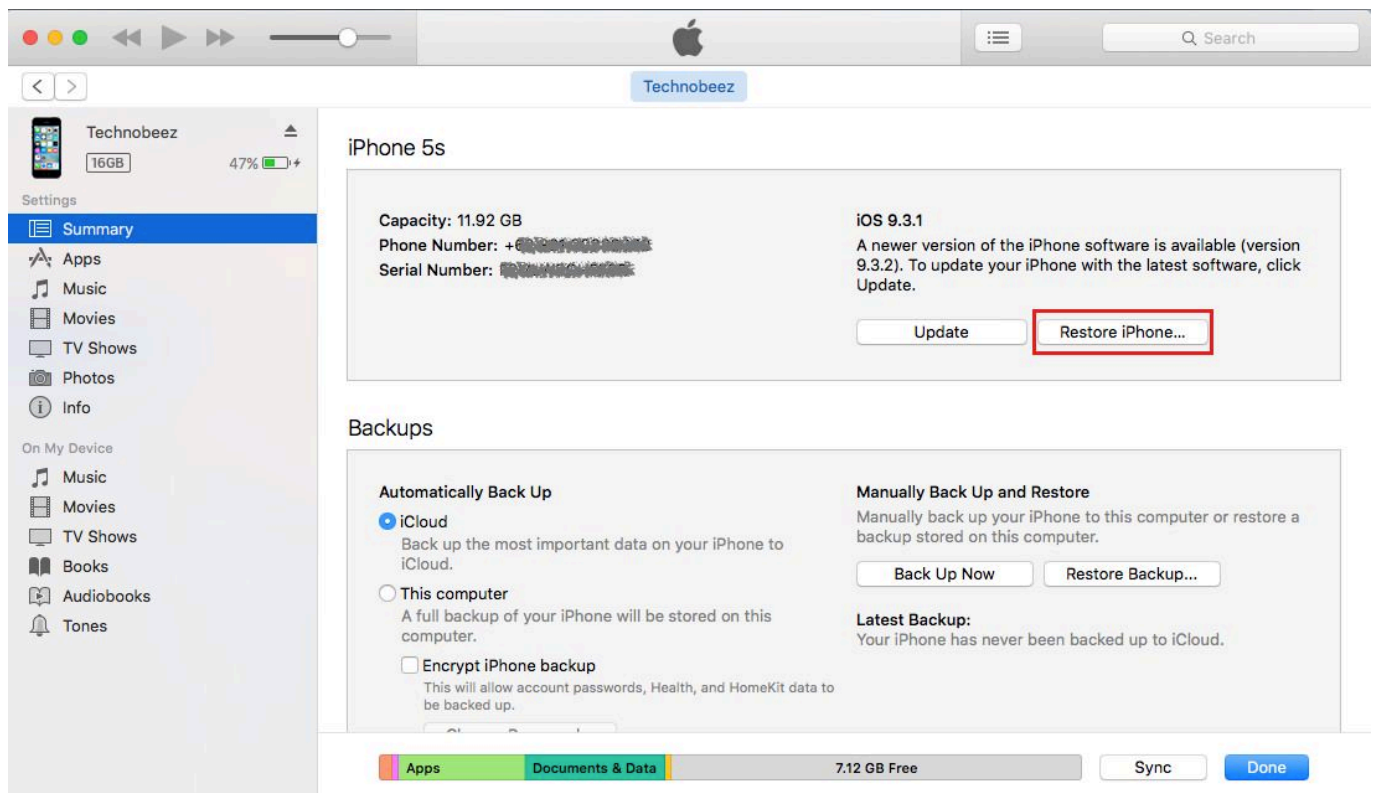 Search
Technobeez
Technobeez
16GB
47%
Settings
Summary
Apps
Music
Movies
TV Shows
Photos
Info
On My Device
Music
Movies
TV Shows
Books
Audiobooks
Tones
iPhone 5s
Capacity: 11.92 GB
Phone Number: +6
Serial Number:
iOS 9.3.1
A newer version of the iPhone software is available (version
9.3.2). To update your iPhone with the latest software, click
Update.
Update
Restore iPhone...
Backups
Automatically Back Up
iCloud
Back up the most important data on your iPhone to
iCloud.
This computer
A full backup of your iPhone will be stored on this
computer.
Encrypt iPhone backup
This will allow account passwords, Health, and HomeKit data to
be backed up.
Manually Back Up and Restore
Manually back up your iPhone to this computer or restore a
backup stored on this computer.
Back Up Now
Restore Backup...
Latest Backup:
Your iPhone has never been backed up to iCloud.
Apps
Documents & Data
7.12 GB Free
Sync
Done